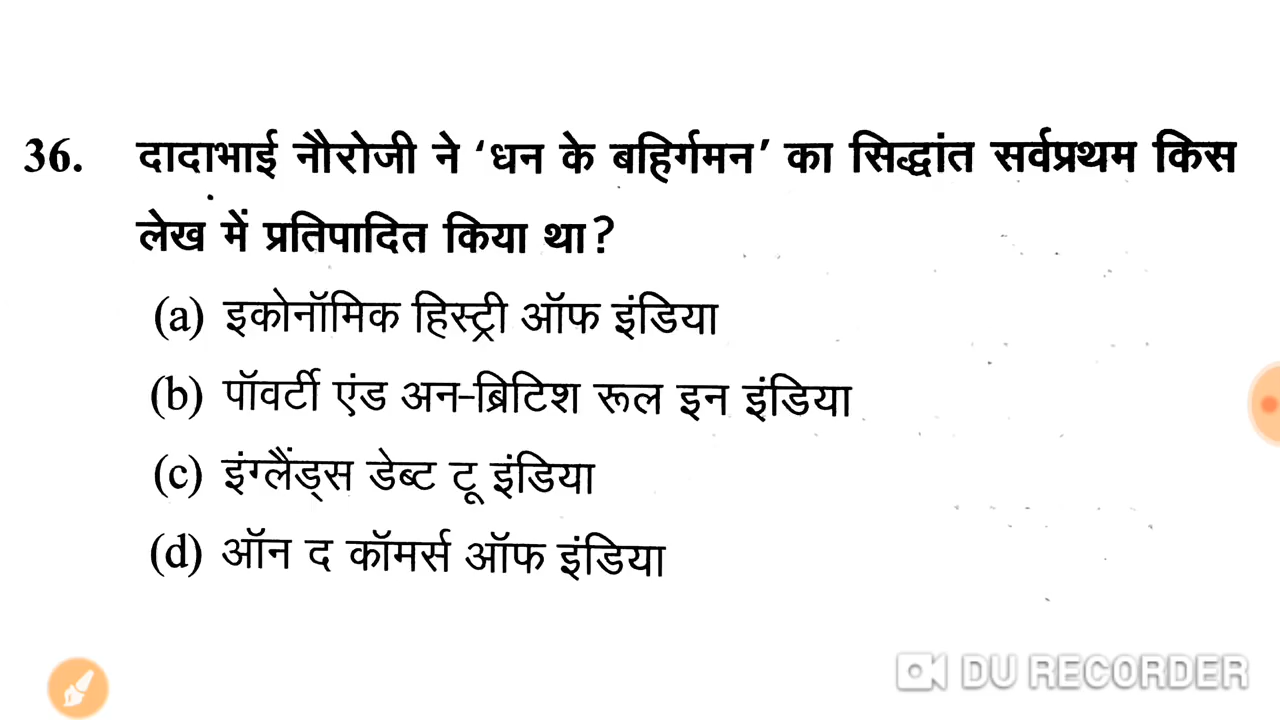 36. दादाभाई नौरोजी ने ‘धन के बहिर्गमन’ का सिद्धांत सर्वप्रथम किस
लेख में प्रतिपादित किया था?
(a) इकोनॉमिक हिस्ट्री ऑफ इंडिया
(b) पॉवर्टी एंड अन-ब्रिटिश रूल इन इंडिया
(c) इंग्लैंड्स डेब्ट टू इंडिया
(d) ऑन द कॉमर्स ऑफ इंडिया
DU RECORDER